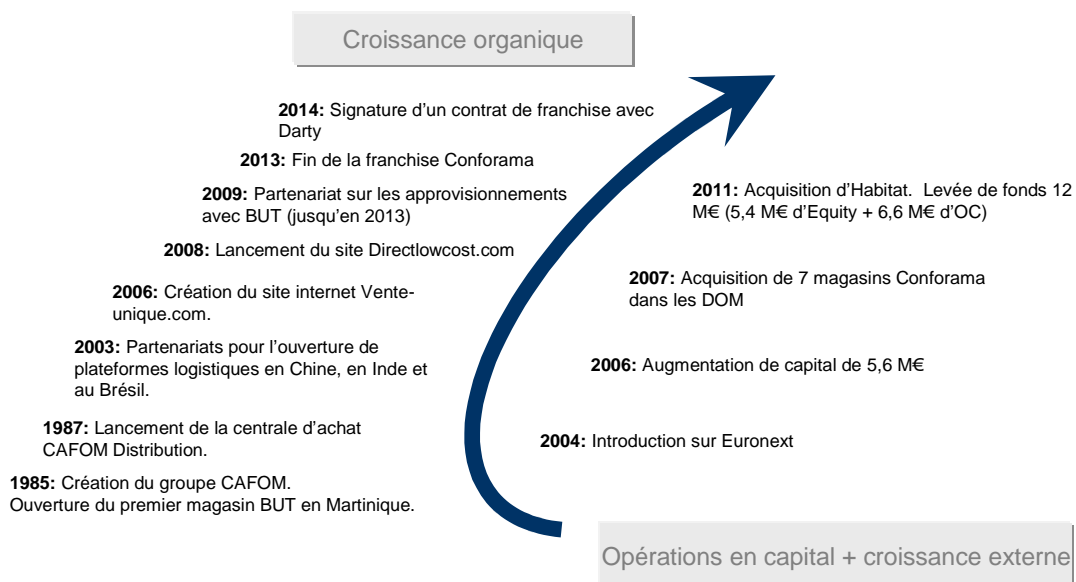 Croissance organique
2014: Signature d'un contrat de franchise avec
Darty
2013: Fin de la franchise Conforama
2009: Partenariat sur les approvisionnements
avec BUT (jusqu'en 2013)
2008: Lancement du site Directlowcost.com
2006: Création du site internet Vente-
unique.com.
2003: Partenariats pour l'ouverture de
plateformes logistiques en Chine, en Inde et
au Brésil.
1987: Lancement de la centrale d'achat
CAFOM Distribution.
1985: Création du groupe CAFOM.
Ouverture du premier magasin BUT en Martinique.
2011: Acquisition d'Habitat. Levée de fonds 12
M€ (5,4 M€ d'Equity + 6,6 M€ d'OC)
2007: Acquisition de 7 magasins Conforama
dans les DOM
2006: Augmentation de capital de 5,6 M€
2004: Introduction sur Euronext
Opérations en capital + croissance externe